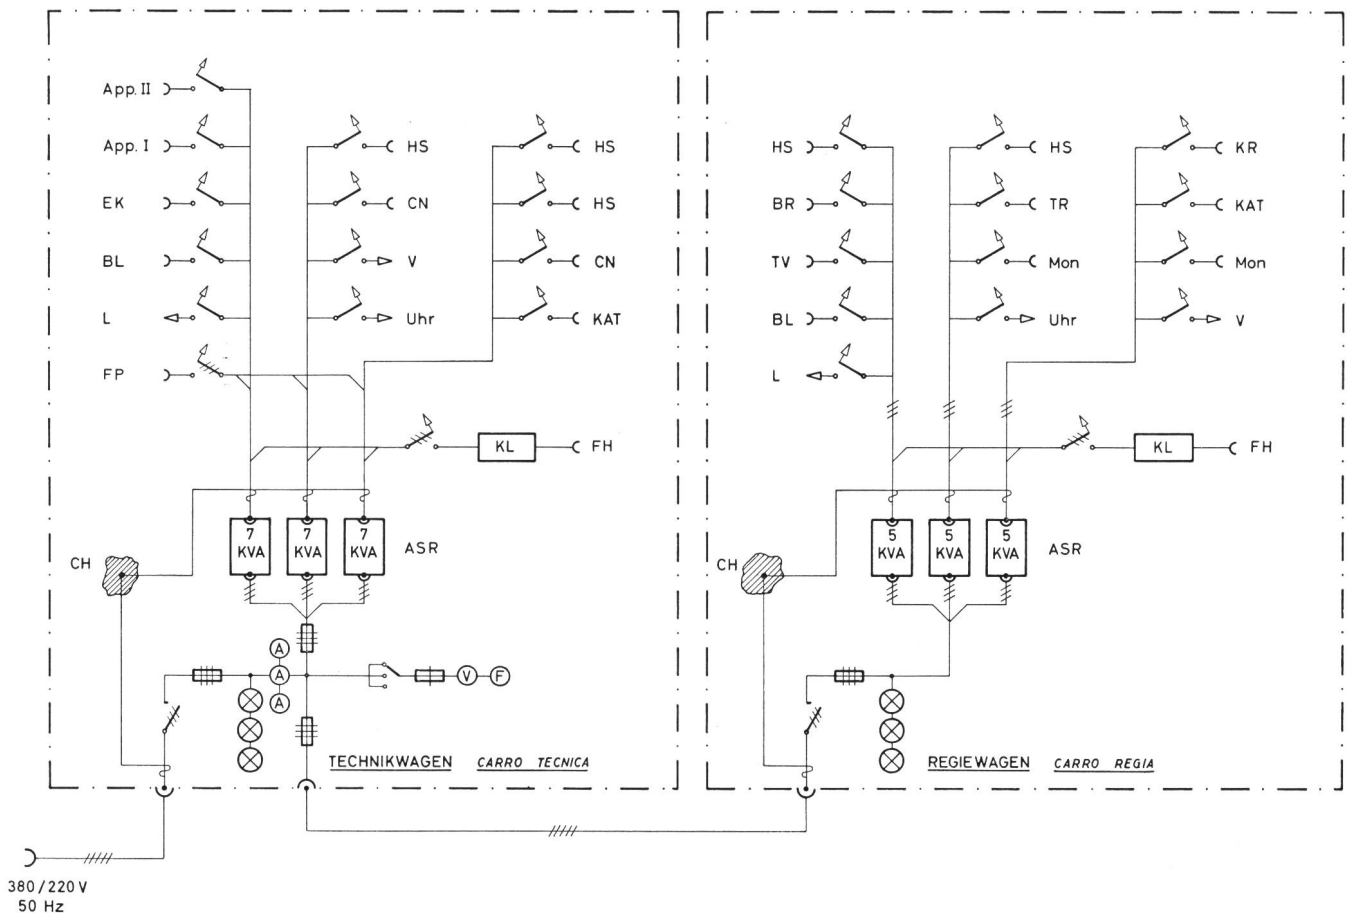 App. II
App. I
EK
BL
L
FP
HS
CN
V
Uhr
HS
HS
CN
KAT
KL
FH
7
KVA
7
KVA
7
KVA
ASR
CH
A
A
A
V
F
TECHNIKWAGEN CARRO TECNICA
HS
BR
TV
BL
L
HS
TR
Mon
Uhr
KR
KAT
Mon
V
KL
FH
5
KVA
5
KVA
5
KVA
ASR
CH
REGIEWAGEN CARRO REGIA
380/220 V
50 Hz